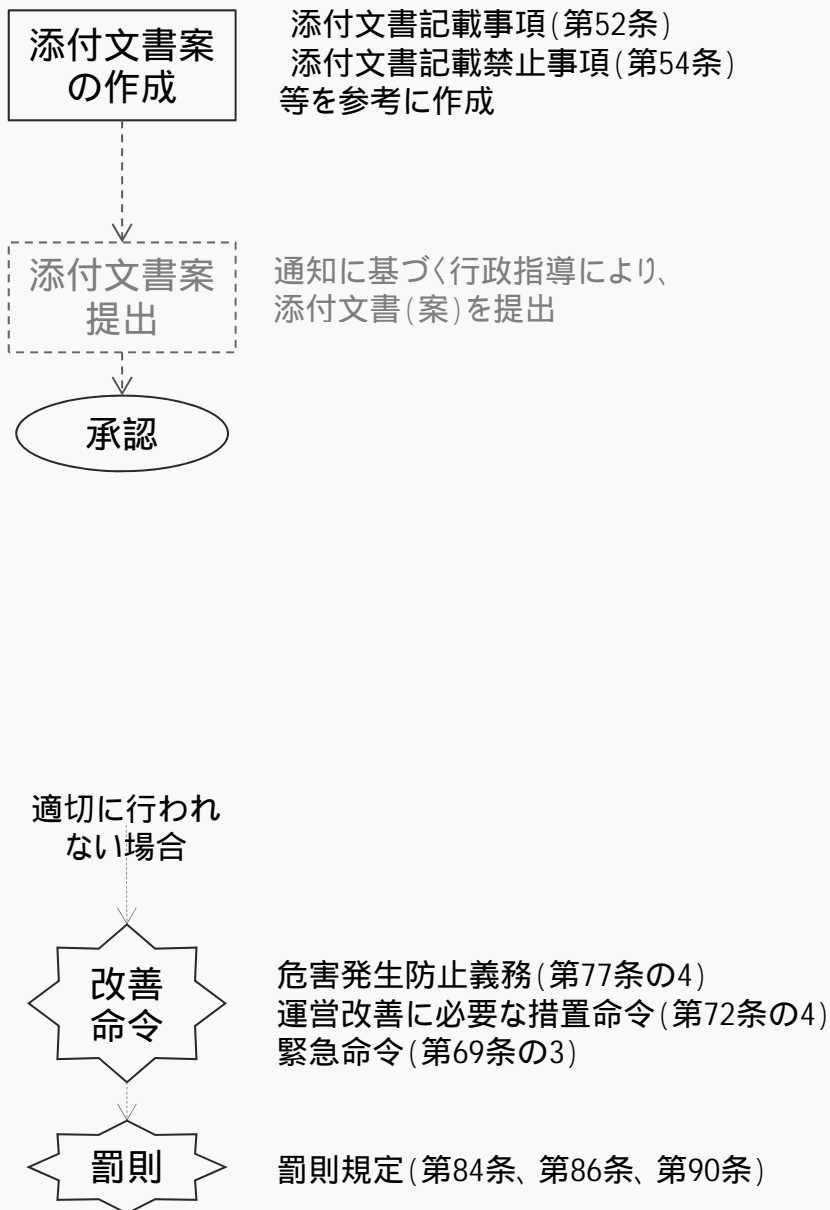 添付文書案
の作成
添付文書記載事項(第52条)
添付文書記載禁止事項(第54条)
等を参考に作成
添付文書案
提出
通知に基づく行政指導により、
添付文書(案)を提出
承認
適切に行われ
ない場合
改善
命令
危害発生防止義務(第77条の4)
運営改善に必要な措置命令(第72条の4)
緊急命令(第69条の3)
罰則
罰則規定(第84条、第86条、第90条)